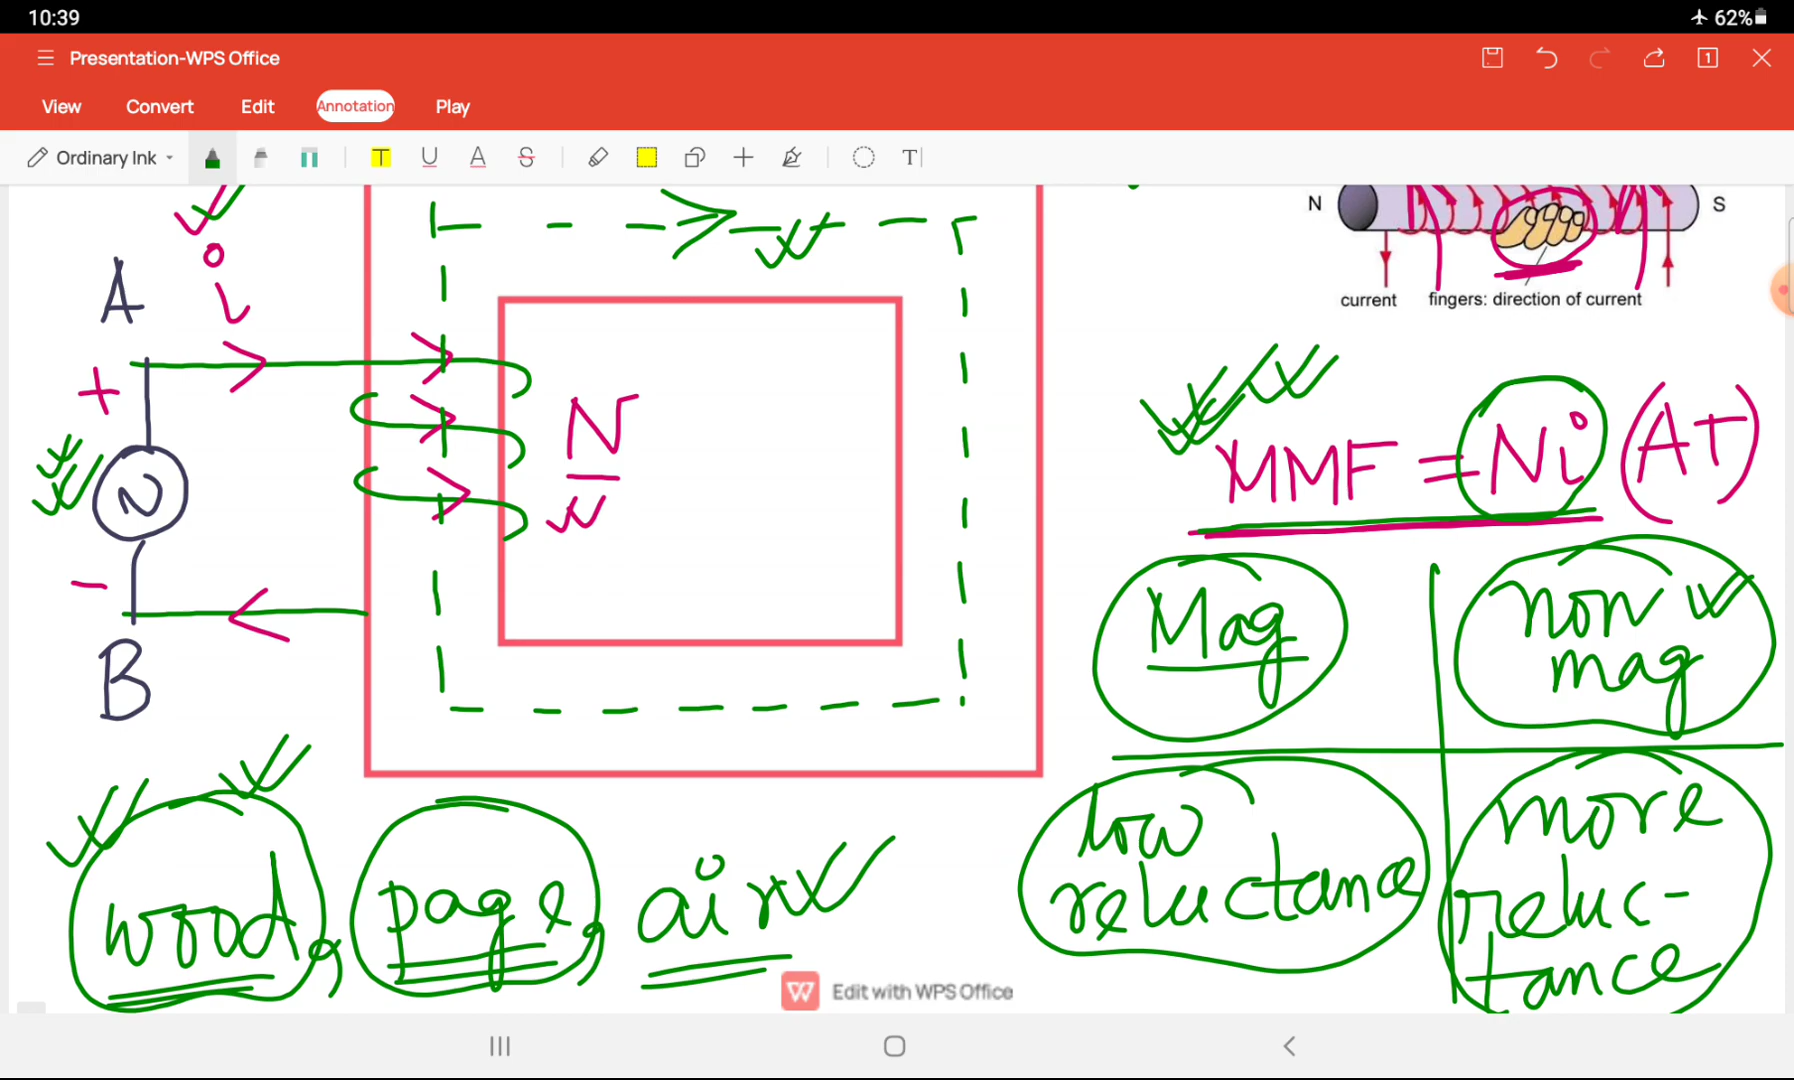 10:39
62%
Presentation-WPS Office
1
View Convert Edit Annotation Play
Ordinary Ink T U A S T
N S
current fingers: direction of current
i
A
+
N
-
B
N
MMF = Ni (AT)
Mag
non mag
low reluctance
more reluc-
tance
wood, page, air
Edit with WPS Office